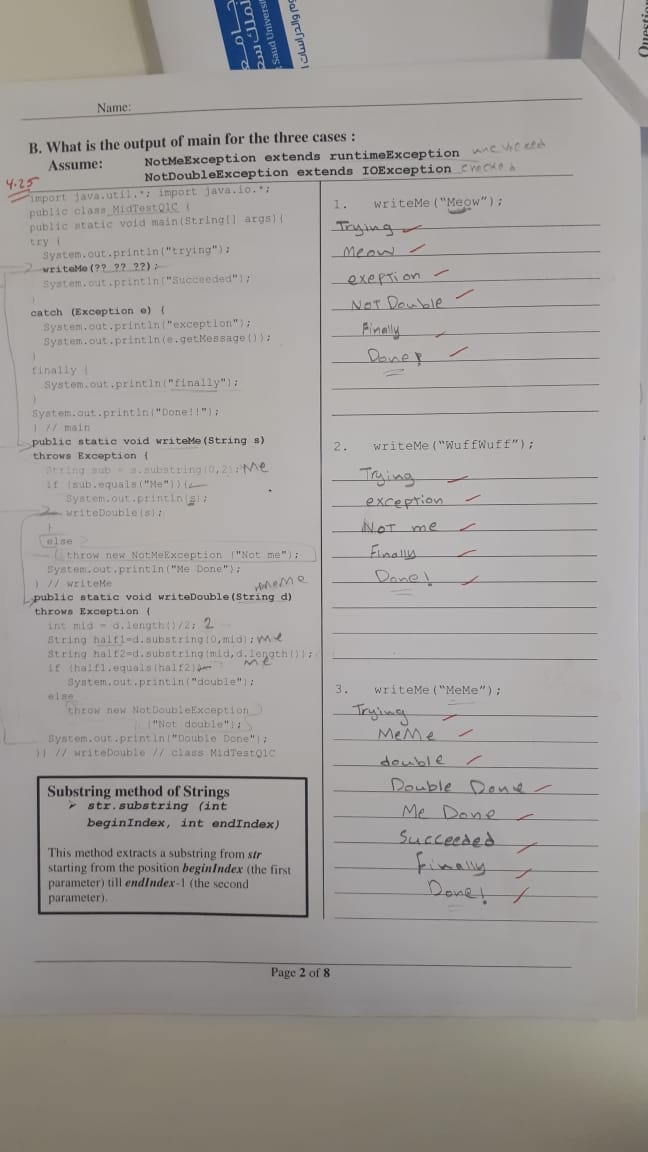 Saud Universi
Questio
Name:
B. What is the output of main for the three cases :
Assume: NotMeException extends runtimeException unchecked
NotDoubleException extends IOException checked
4.25
import java.util.*; import java.io.*;
public class MidTestQ1C {
public static void main(String[] args){
try {
System.out.println("trying");
writeMe(?? ?? ??);
System.out.println("Succeeded");
}
catch (Exception e) {
System.out.println("exception");
System.out.println(e.getMessage());
}
finally {
System.out.println("finally");
}
System.out.println("Done!!");
} // main
public static void writeMe(String s)
throws Exception {
String sub = s.substring(0,2); Me
if (sub.equals("Me")){
System.out.println(s);
writeDouble(s);
}
else
throw new NotMeException ("Not me");
System.out.println("Me Done");
} // writeMe
MeMe
public static void writeDouble(String d)
throws Exception {
int mid = d.length()/2; 2
String half1=d.substring(0,mid); me
String half2=d.substring(mid,d.length());
me
if (half1.equals(half2))
System.out.println("double");
else
throw new NotDoubleException
("Not double");
System.out.println("Double Done");
}} // writeDouble // class MidTestQ1C
Substring method of Strings
➢ str.substring (int
beginIndex, int endIndex)
This method extracts a substring from str
starting from the position beginIndex (the first
parameter) till endIndex-1 (the second
parameter).
1. writeMe("Meow");
Trying
Meow
exeption
NOT Double
Finally
Done!
2. writeMe("WuffWuff");
Trying
exception
NOT me
Finally
Done!
3. writeMe("MeMe");
Trying
MeMe
double
Double Done
Me Done
Succeeded
Finally
Done!
Page 2 of 8